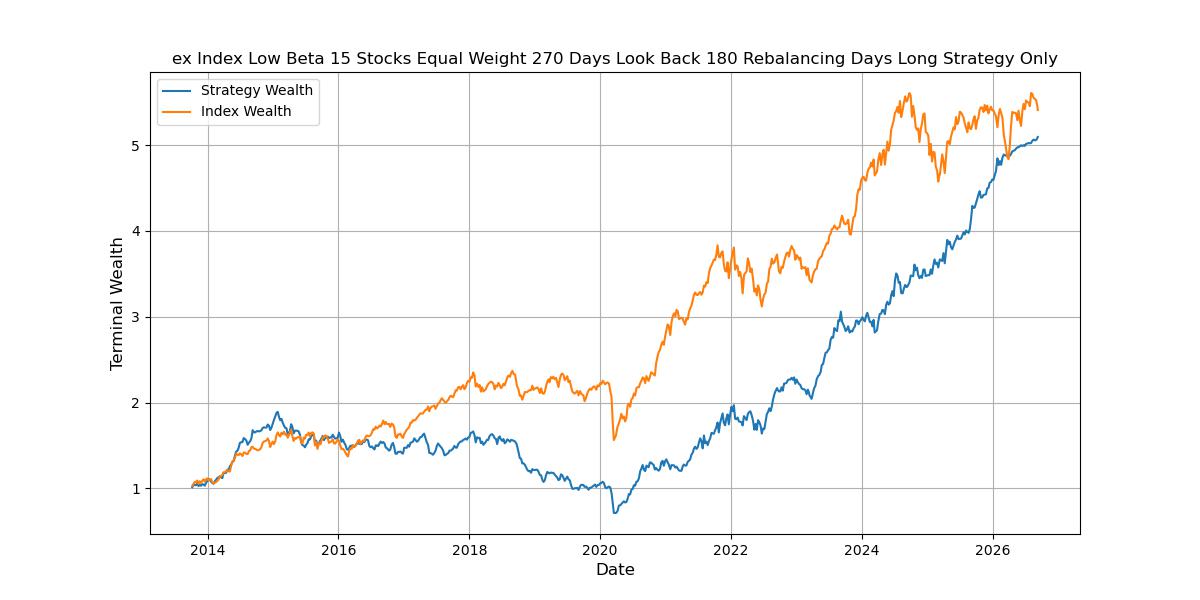 ex Index Low Beta 15 Stocks Equal Weight 270 Days Look Back 180 Rebalancing Days Long Strategy Only
Strategy Wealth
Index Wealth
Terminal Wealth
5
4
3
2
1
2014 2016 2018 2020 2022 2024 2026
Date